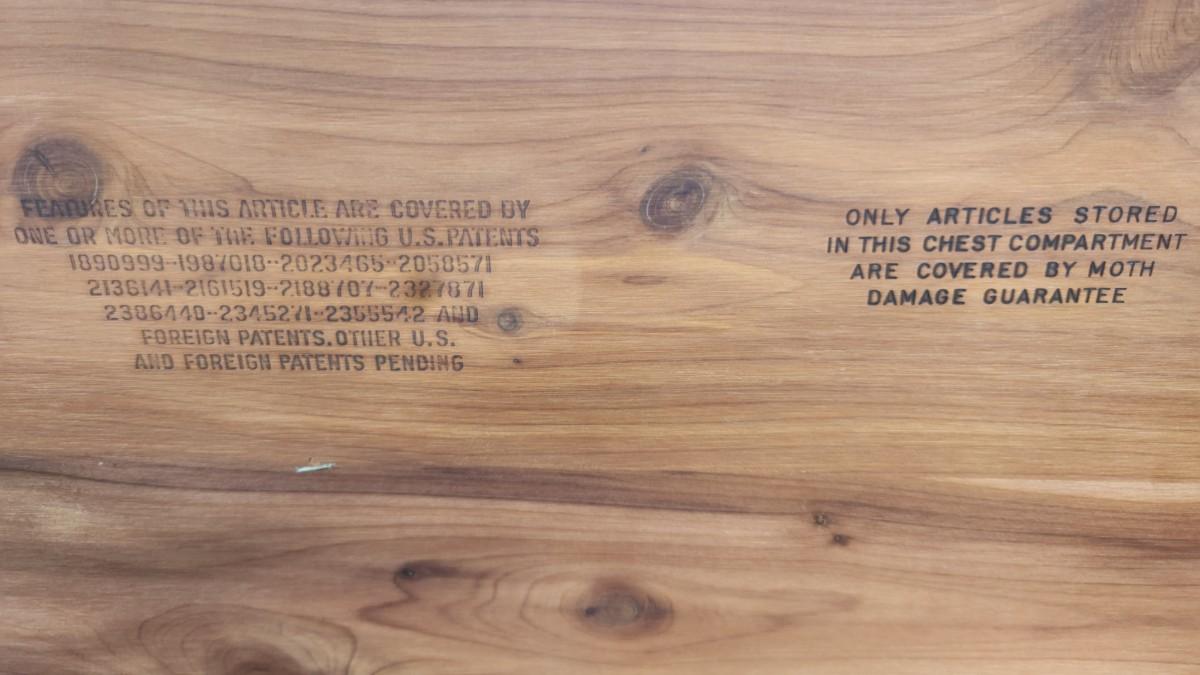 FEATURES OF THIS ARTICLE ARE COVERED BY
ONE OR MORE OF THE FOLLOWING U.S.PATENTS
1890999--1987018--2023465--2058571
2136141--2161519--2188707--2327871
2386440--2345271--2355542 AND
FOREIGN PATENTS.OTHER U.S.
AND FOREIGN PATENTS PENDING
ONLY ARTICLES STORED
IN THIS CHEST COMPARTMENT
ARE COVERED BY MOTH
DAMAGE GUARANTEE